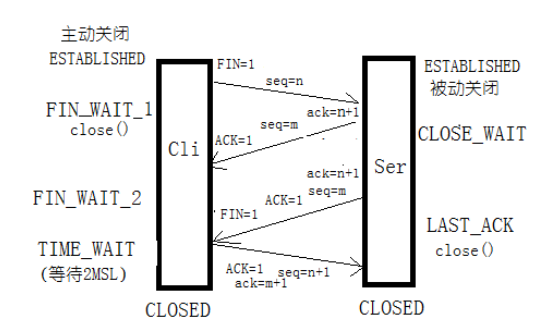 主动关闭
ESTABLISHED
FIN=1
seq=n
ESTABLISHED
被动关闭
FIN_WAIT_1
close()
ack=n+1
seq=m
ACK=1
CLOSE_WAIT
Cli
Ser
ack=n+1
seq=m
ACK=1
FIN=1
FIN_WAIT_2
LAST_ACK
close()
TIME_WAIT
(等待2MSL)
ACK=1 seq=n+1
ack=m+1
CLOSED
CLOSED